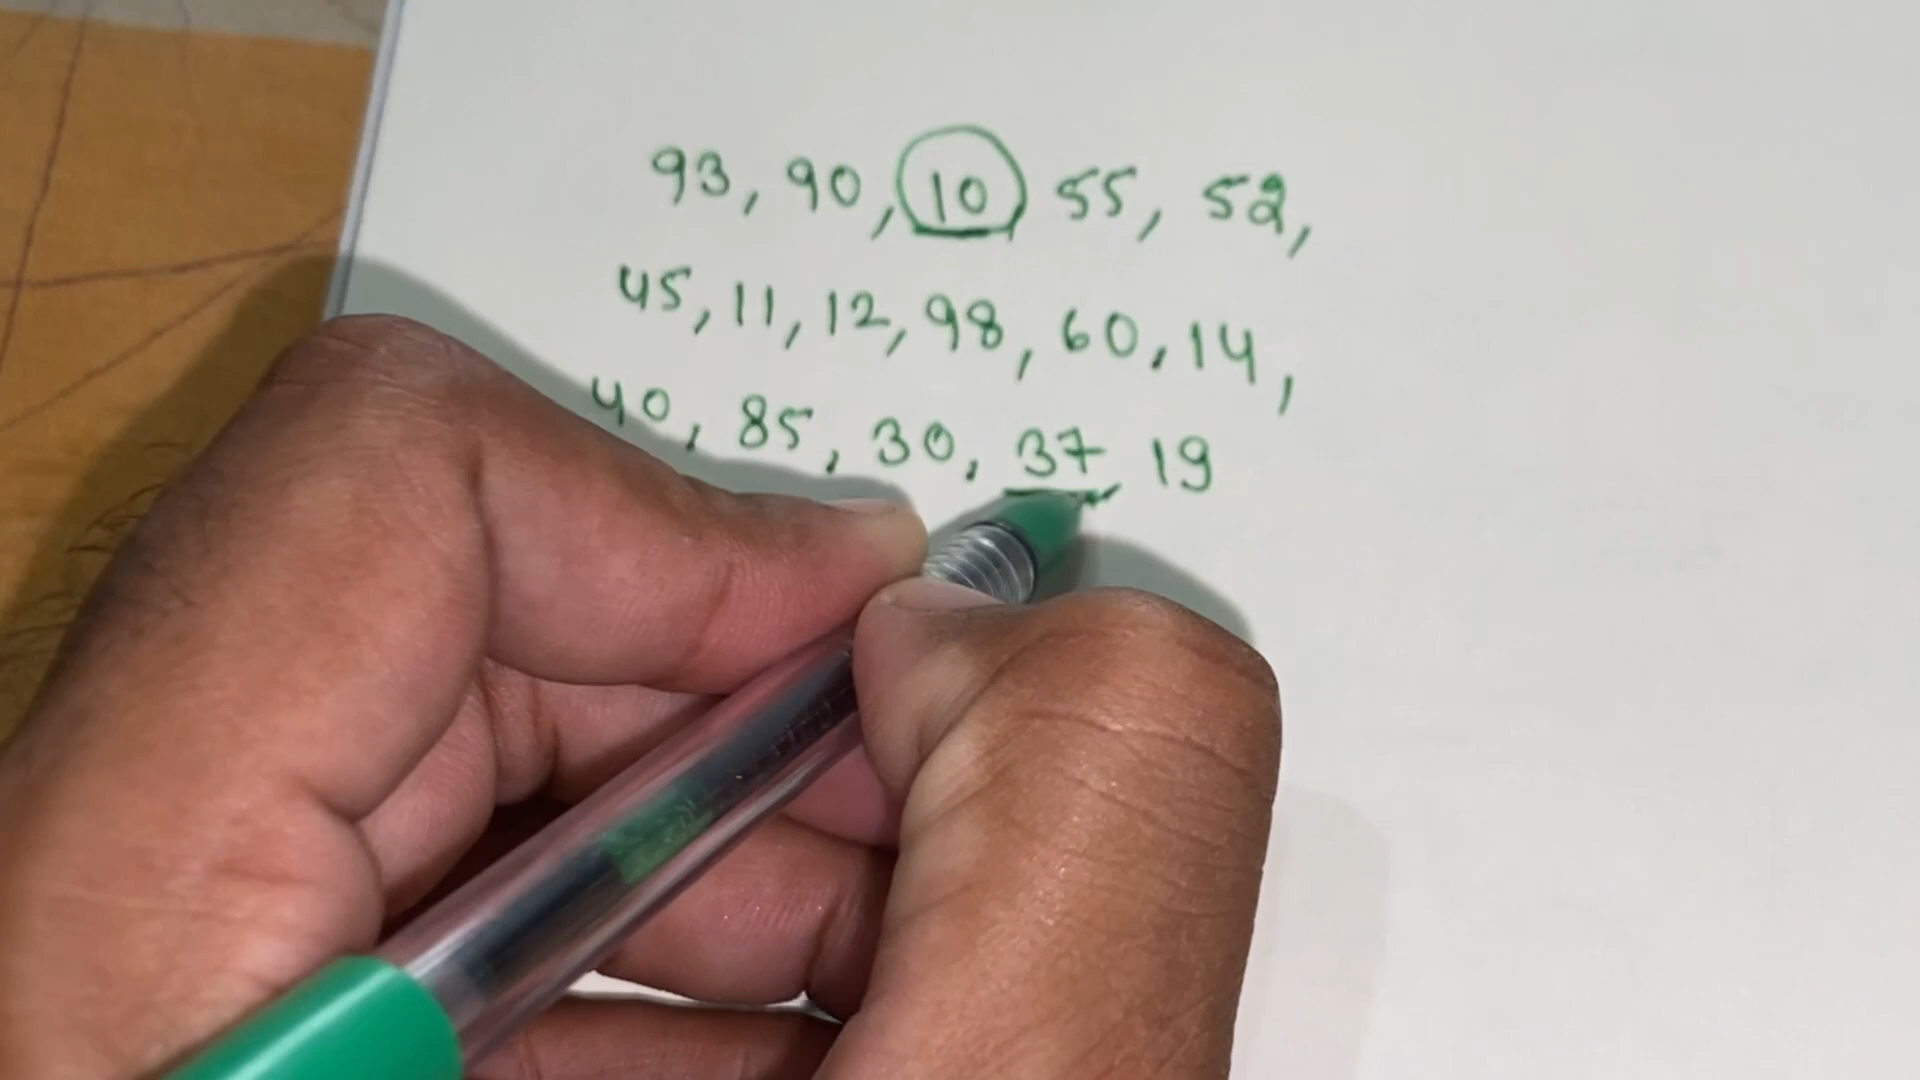 93, 90, 10 55, 52,
45, 11, 12, 98, 60, 14,
40, 85, 30, 37 19